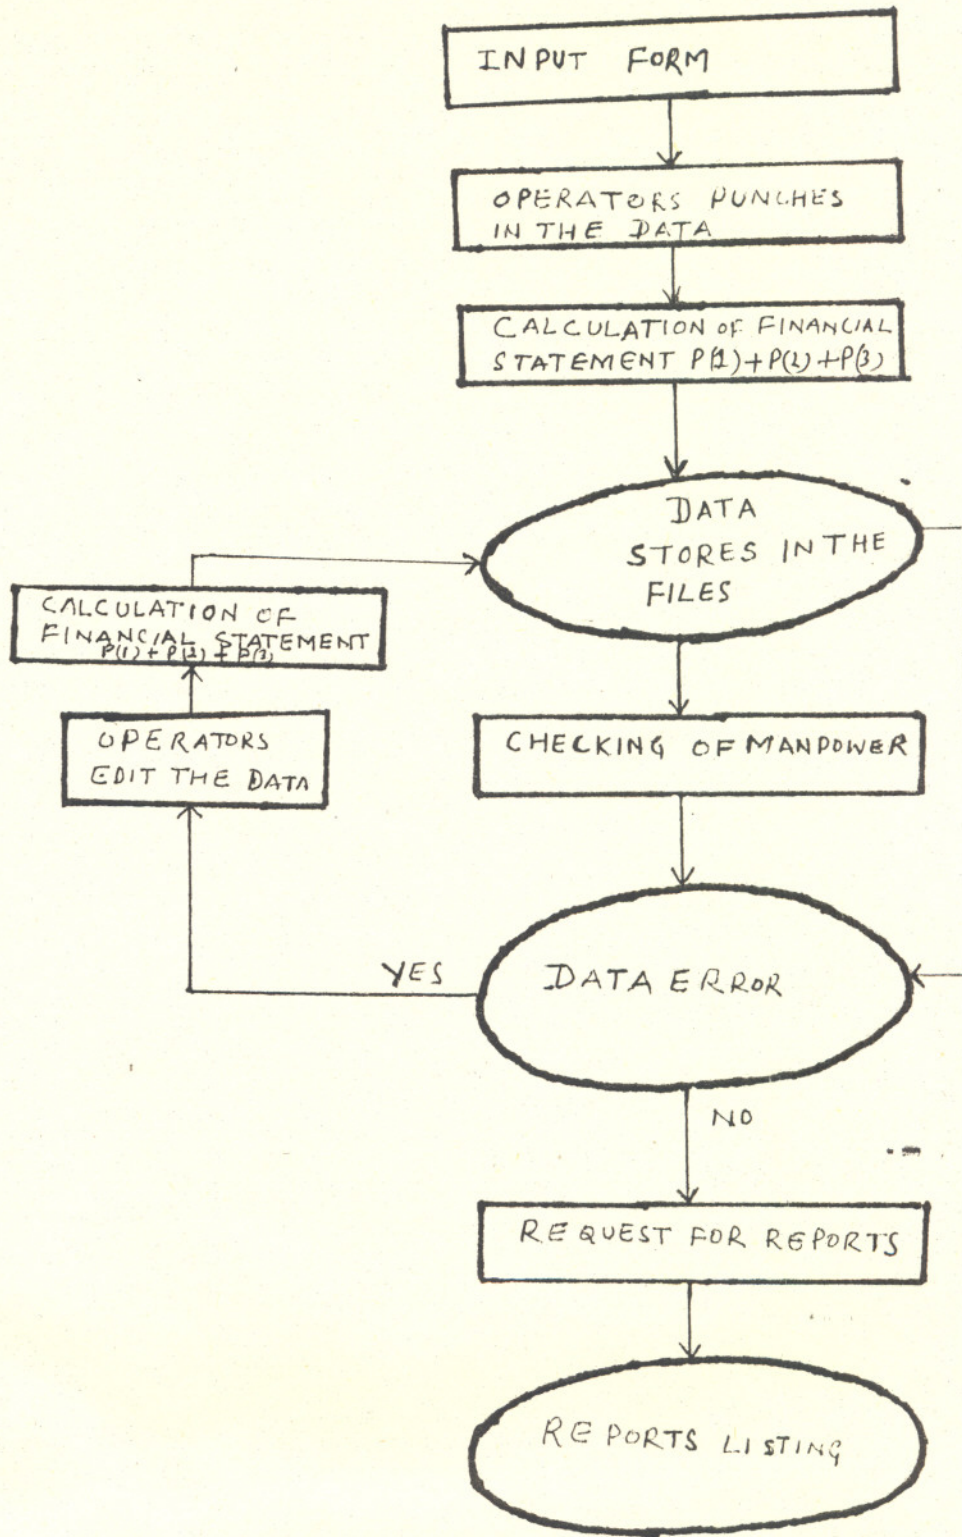 INPUT FORM
OPERATORS PUNCHES
IN THE DATA
CALCULATION OF FINANCIAL
STATEMENT P(1)+P(2)+P(3)
DATA
STORES IN THE
FILES
CALCULATION OF
FINANCIAL STATEMENT
P(1)+P(2)+P(3)
OPERATORS
EDIT THE DATA
CHECKING OF MANPOWER
YES
DATA ERROR
NO
REQUEST FOR REPORTS
REPORTS LISTING